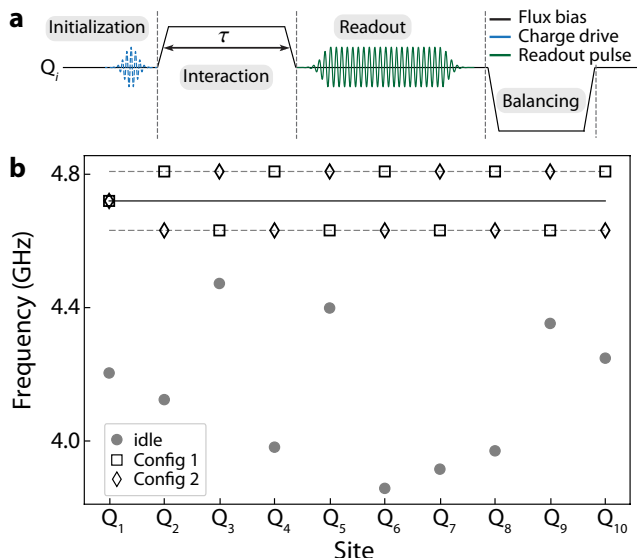 a
Initialization
τ
Interaction
Readout
Flux bias
Charge drive
Readout pulse
Qi
Balancing
b
Frequency (GHz)
4.8
4.4
4.0
idle
Config 1
Config 2
Q1 Q2 Q3 Q4 Q5 Q6 Q7 Q8 Q9 Q10
Site